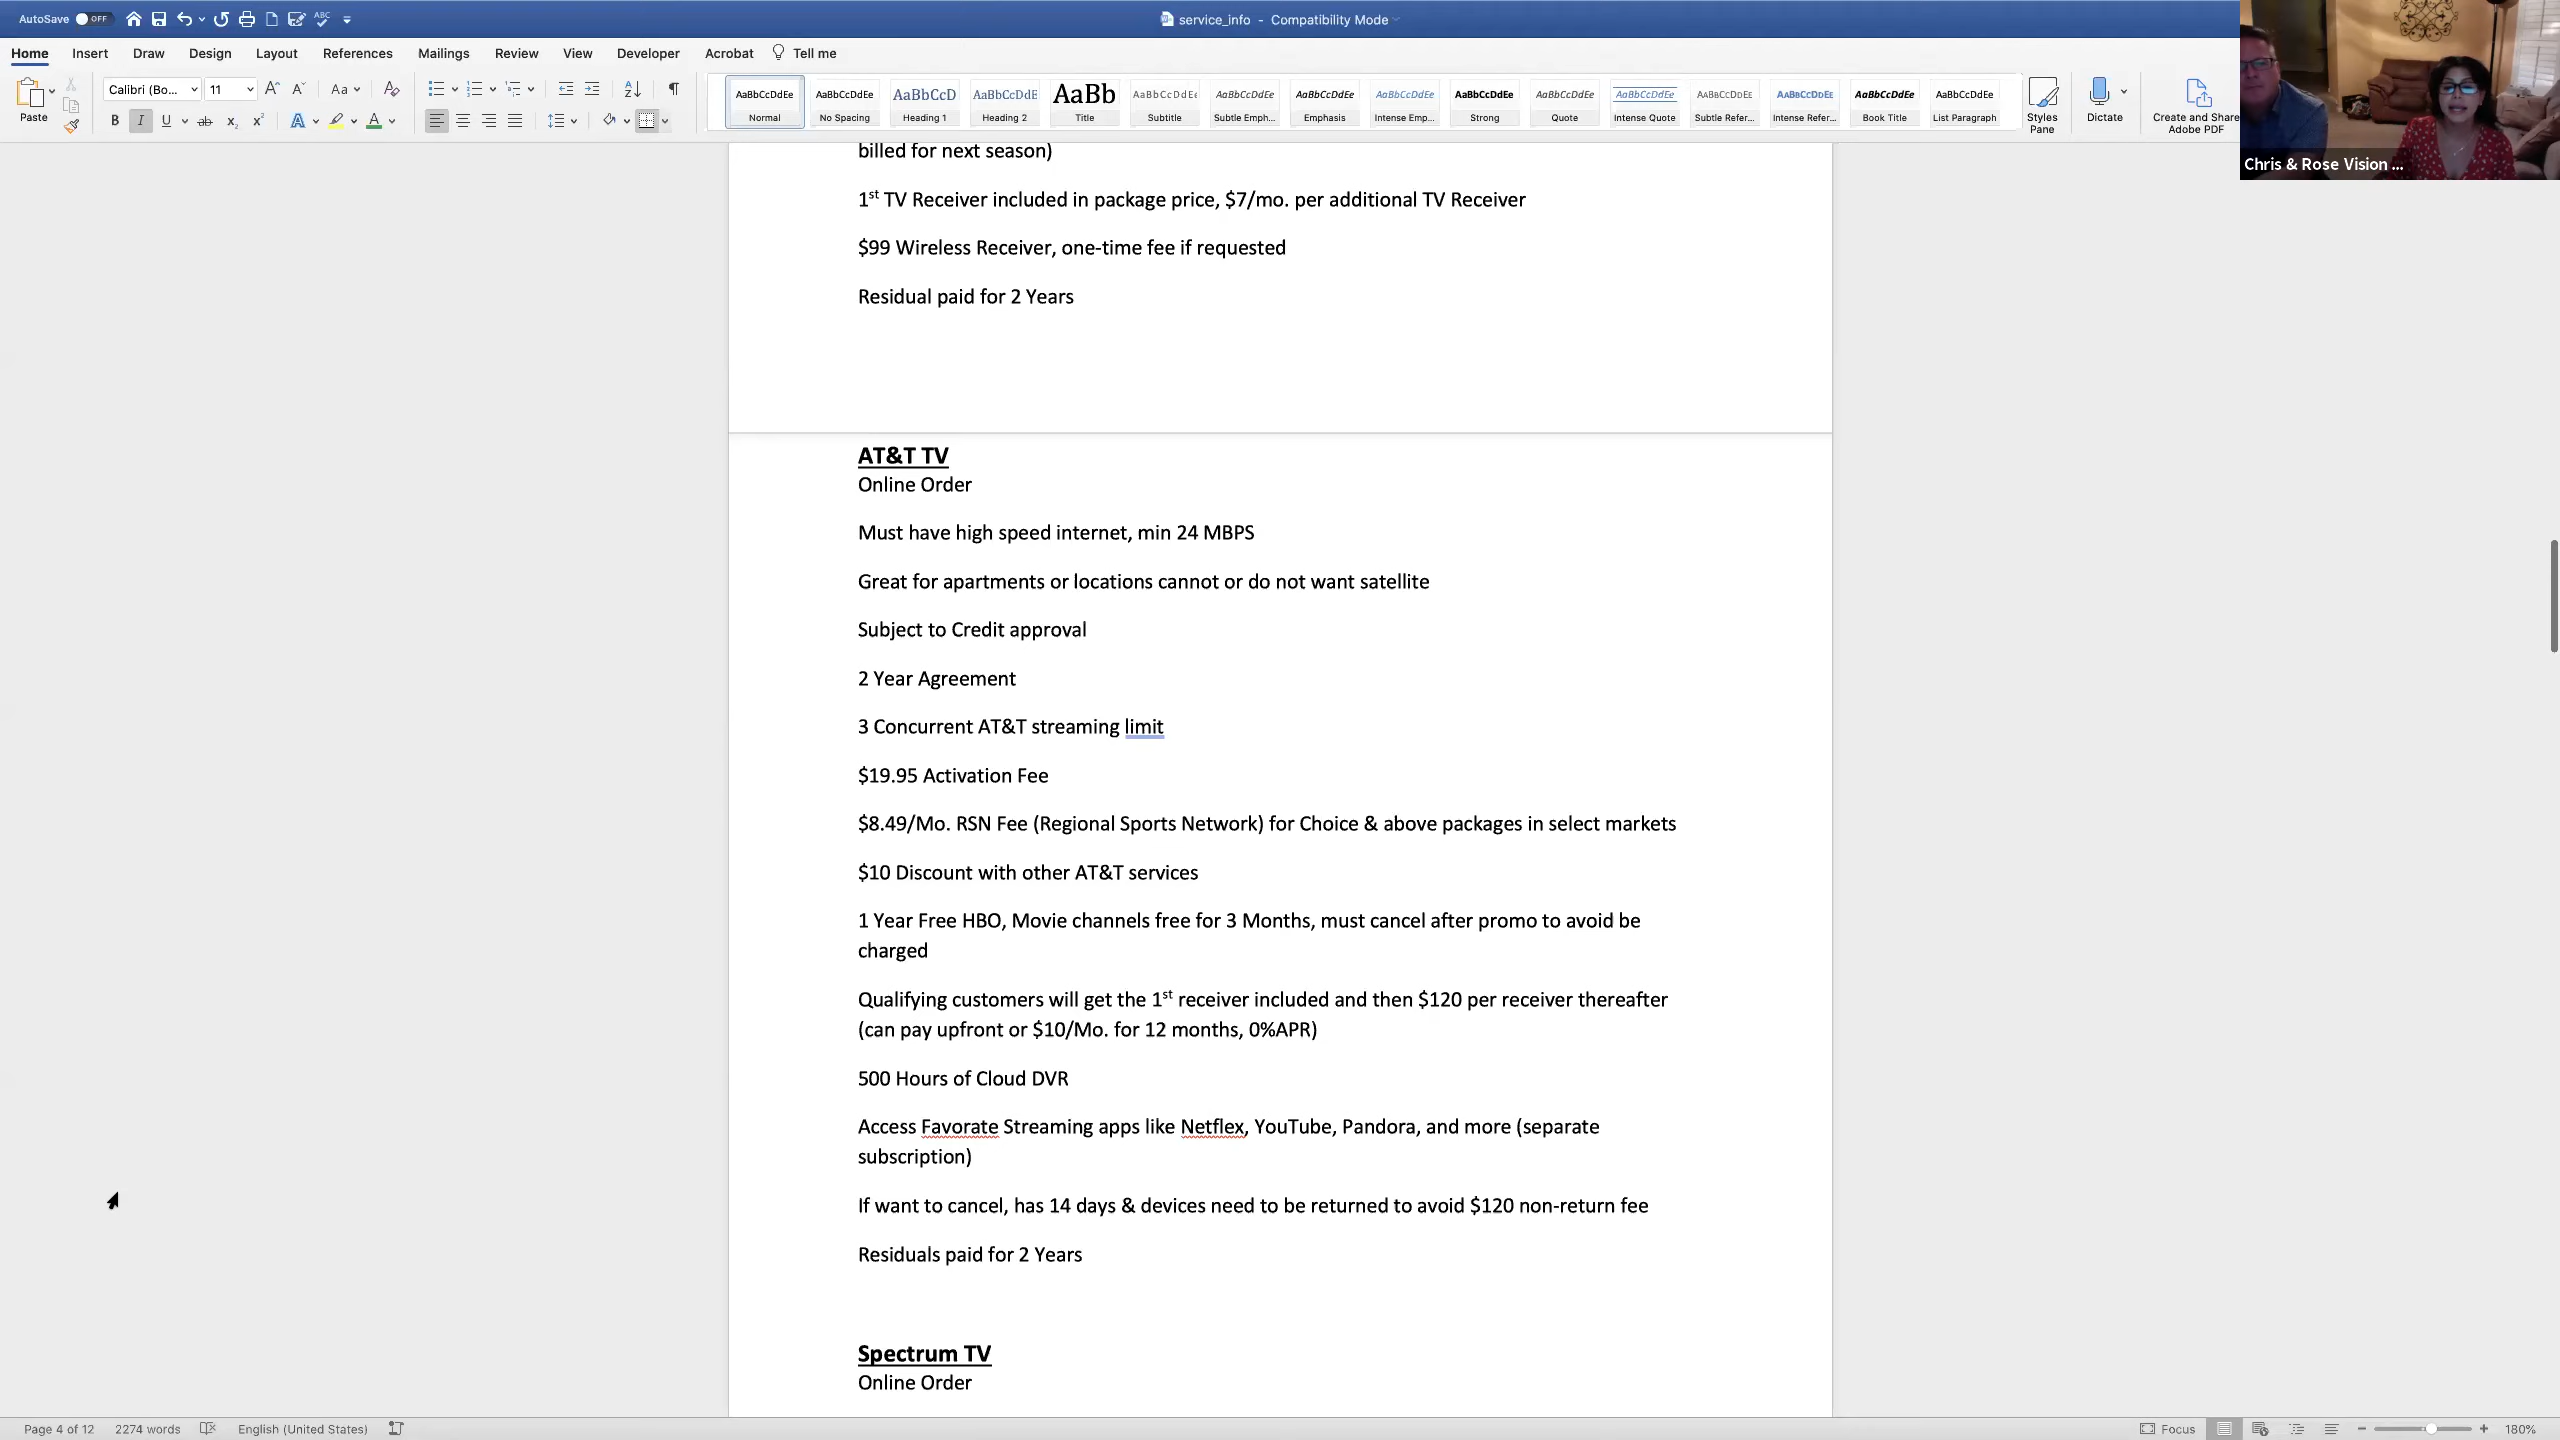 AutoSave OFF
service_info - Compatibility Mode
Home Insert Draw Design Layout References Mailings Review View Developer Acrobat Tell me
Paste
Calibri (Bo... 11
AaBbCcDdEe Normal
AaBbCcDdEe No Spacing
AaBbCcD Heading 1
AaBbCcDdE Heading 2
AaBb Title
AaBbCcDdE Subtitle
AaBbCcDdEe Subtle Emph...
AaBbCcDdEe Emphasis
AaBbCcDdEe Intense Emp...
AaBbCcDdEe Strong
AaBbCcDdEe Quote
AaBbCcDdEe Intense Quote
AaBbCcDdEe Subtle Refer...
AaBbCcDdEe Intense Refer...
AaBbCcDdEe Book Title
AaBbCcDdEe List Paragraph
Styles Pane
Dictate
Create and Share Adobe PDF
Chris & Rose Vision ...
billed for next season)
1st TV Receiver included in package price, $7/mo. per additional TV Receiver
$99 Wireless Receiver, one-time fee if requested
Residual paid for 2 Years
AT&T TV
Online Order
Must have high speed internet, min 24 MBPS
Great for apartments or locations cannot or do not want satellite
Subject to Credit approval
2 Year Agreement
3 Concurrent AT&T streaming limit
$19.95 Activation Fee
$8.49/Mo. RSN Fee (Regional Sports Network) for Choice & above packages in select markets
$10 Discount with other AT&T services
1 Year Free HBO, Movie channels free for 3 Months, must cancel after promo to avoid be
charged
Qualifying customers will get the 1st receiver included and then $120 per receiver thereafter
(can pay upfront or $10/Mo. for 12 months, 0%APR)
500 Hours of Cloud DVR
Access Favorate Streaming apps like Netflex, YouTube, Pandora, and more (separate
subscription)
If want to cancel, has 14 days & devices need to be returned to avoid $120 non-return fee
Residuals paid for 2 Years
Spectrum TV
Online Order
Page 4 of 12 2274 words English (United States) Focus 180%